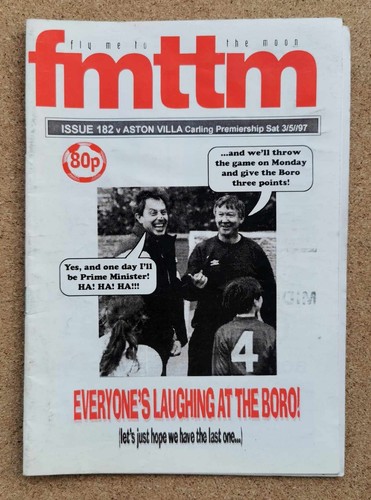 fly me to the moon
fmttm
ISSUE 182 v ASTON VILLA Carling Premiership Sat 3/5//97
80p
...and we'll throw
the game on Monday
and give the Boro
three points!
Yes, and one day I'll
be Prime Minister!
HA! HA! HA!!!
4
EVERYONE'S LAUGHING AT THE BORO!
(let's just hope we have the last one...)